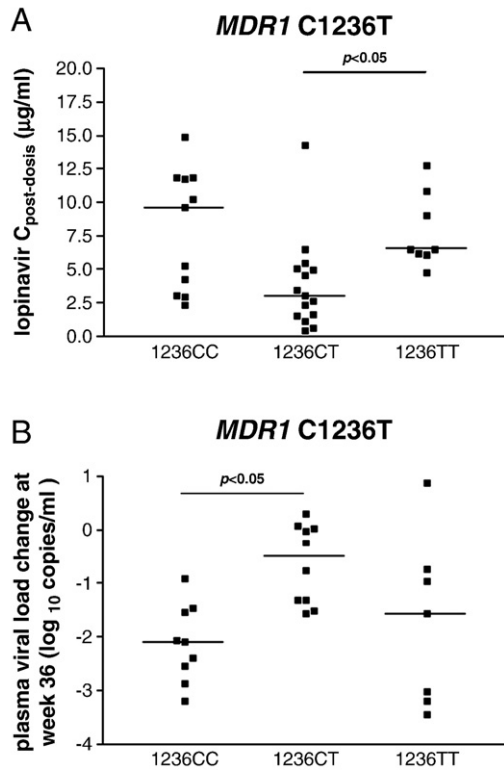 A
MDR1 C1236T
p<0.05
lopinavir Cpost-dosis (µg/ml)
20.0
17.5
15.0
12.5
10.0
7.5
5.0
2.5
0.0
1236CC 1236CT 1236TT
B
MDR1 C1236T
p<0.05
plasma viral load change at
week 36 (log 10 copies/ml )
1
0
-1
-2
-3
-4
1236CC 1236CT 1236TT